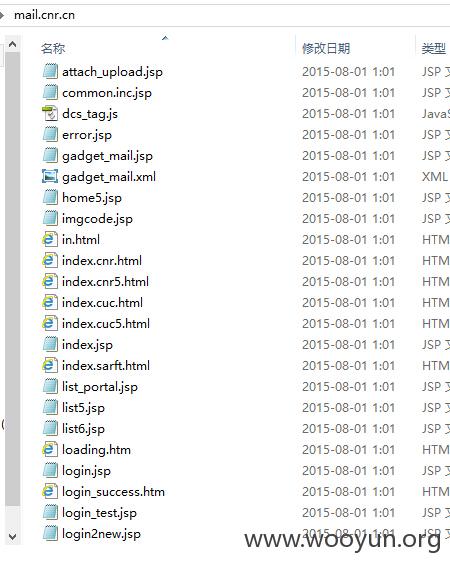 mail.cnr.cn
名称 修改日期 类型
attach_upload.jsp 2015-08-01 1:01 JSP 文
common.inc.jsp 2015-08-01 1:01 JSP 文
dcs_tag.js 2015-08-01 1:01 JavaS
error.jsp 2015-08-01 1:01 JSP 文
gadget_mail.jsp 2015-08-01 1:01 JSP 文
gadget_mail.xml 2015-08-01 1:01 XML
home5.jsp 2015-08-01 1:01 JSP 文
imgcode.jsp 2015-08-01 1:01 JSP 文
in.html 2015-08-01 1:01 HTM
index.cnr.html 2015-08-01 1:01 HTM
index.cnr5.html 2015-08-01 1:01 HTM
index.cuc.html 2015-08-01 1:01 HTM
index.cuc5.html 2015-08-01 1:01 HTM
index.jsp 2015-08-01 1:01 JSP 文
index.sarft.html 2015-08-01 1:01 HTM
list_portal.jsp 2015-08-01 1:01 JSP 文
list5.jsp 2015-08-01 1:01 JSP 文
list6.jsp 2015-08-01 1:01 JSP 文
loading.htm 2015-08-01 1:01 HTM
login.jsp 2015-08-01 1:01 JSP 文
login_success.htm 2015-08-01 1:01 HTM
login_test.jsp 2015-08-01 1:01 JSP 文
login2new.jsp 2015-08-01 1:01 JSP 文
www.wooyun.org